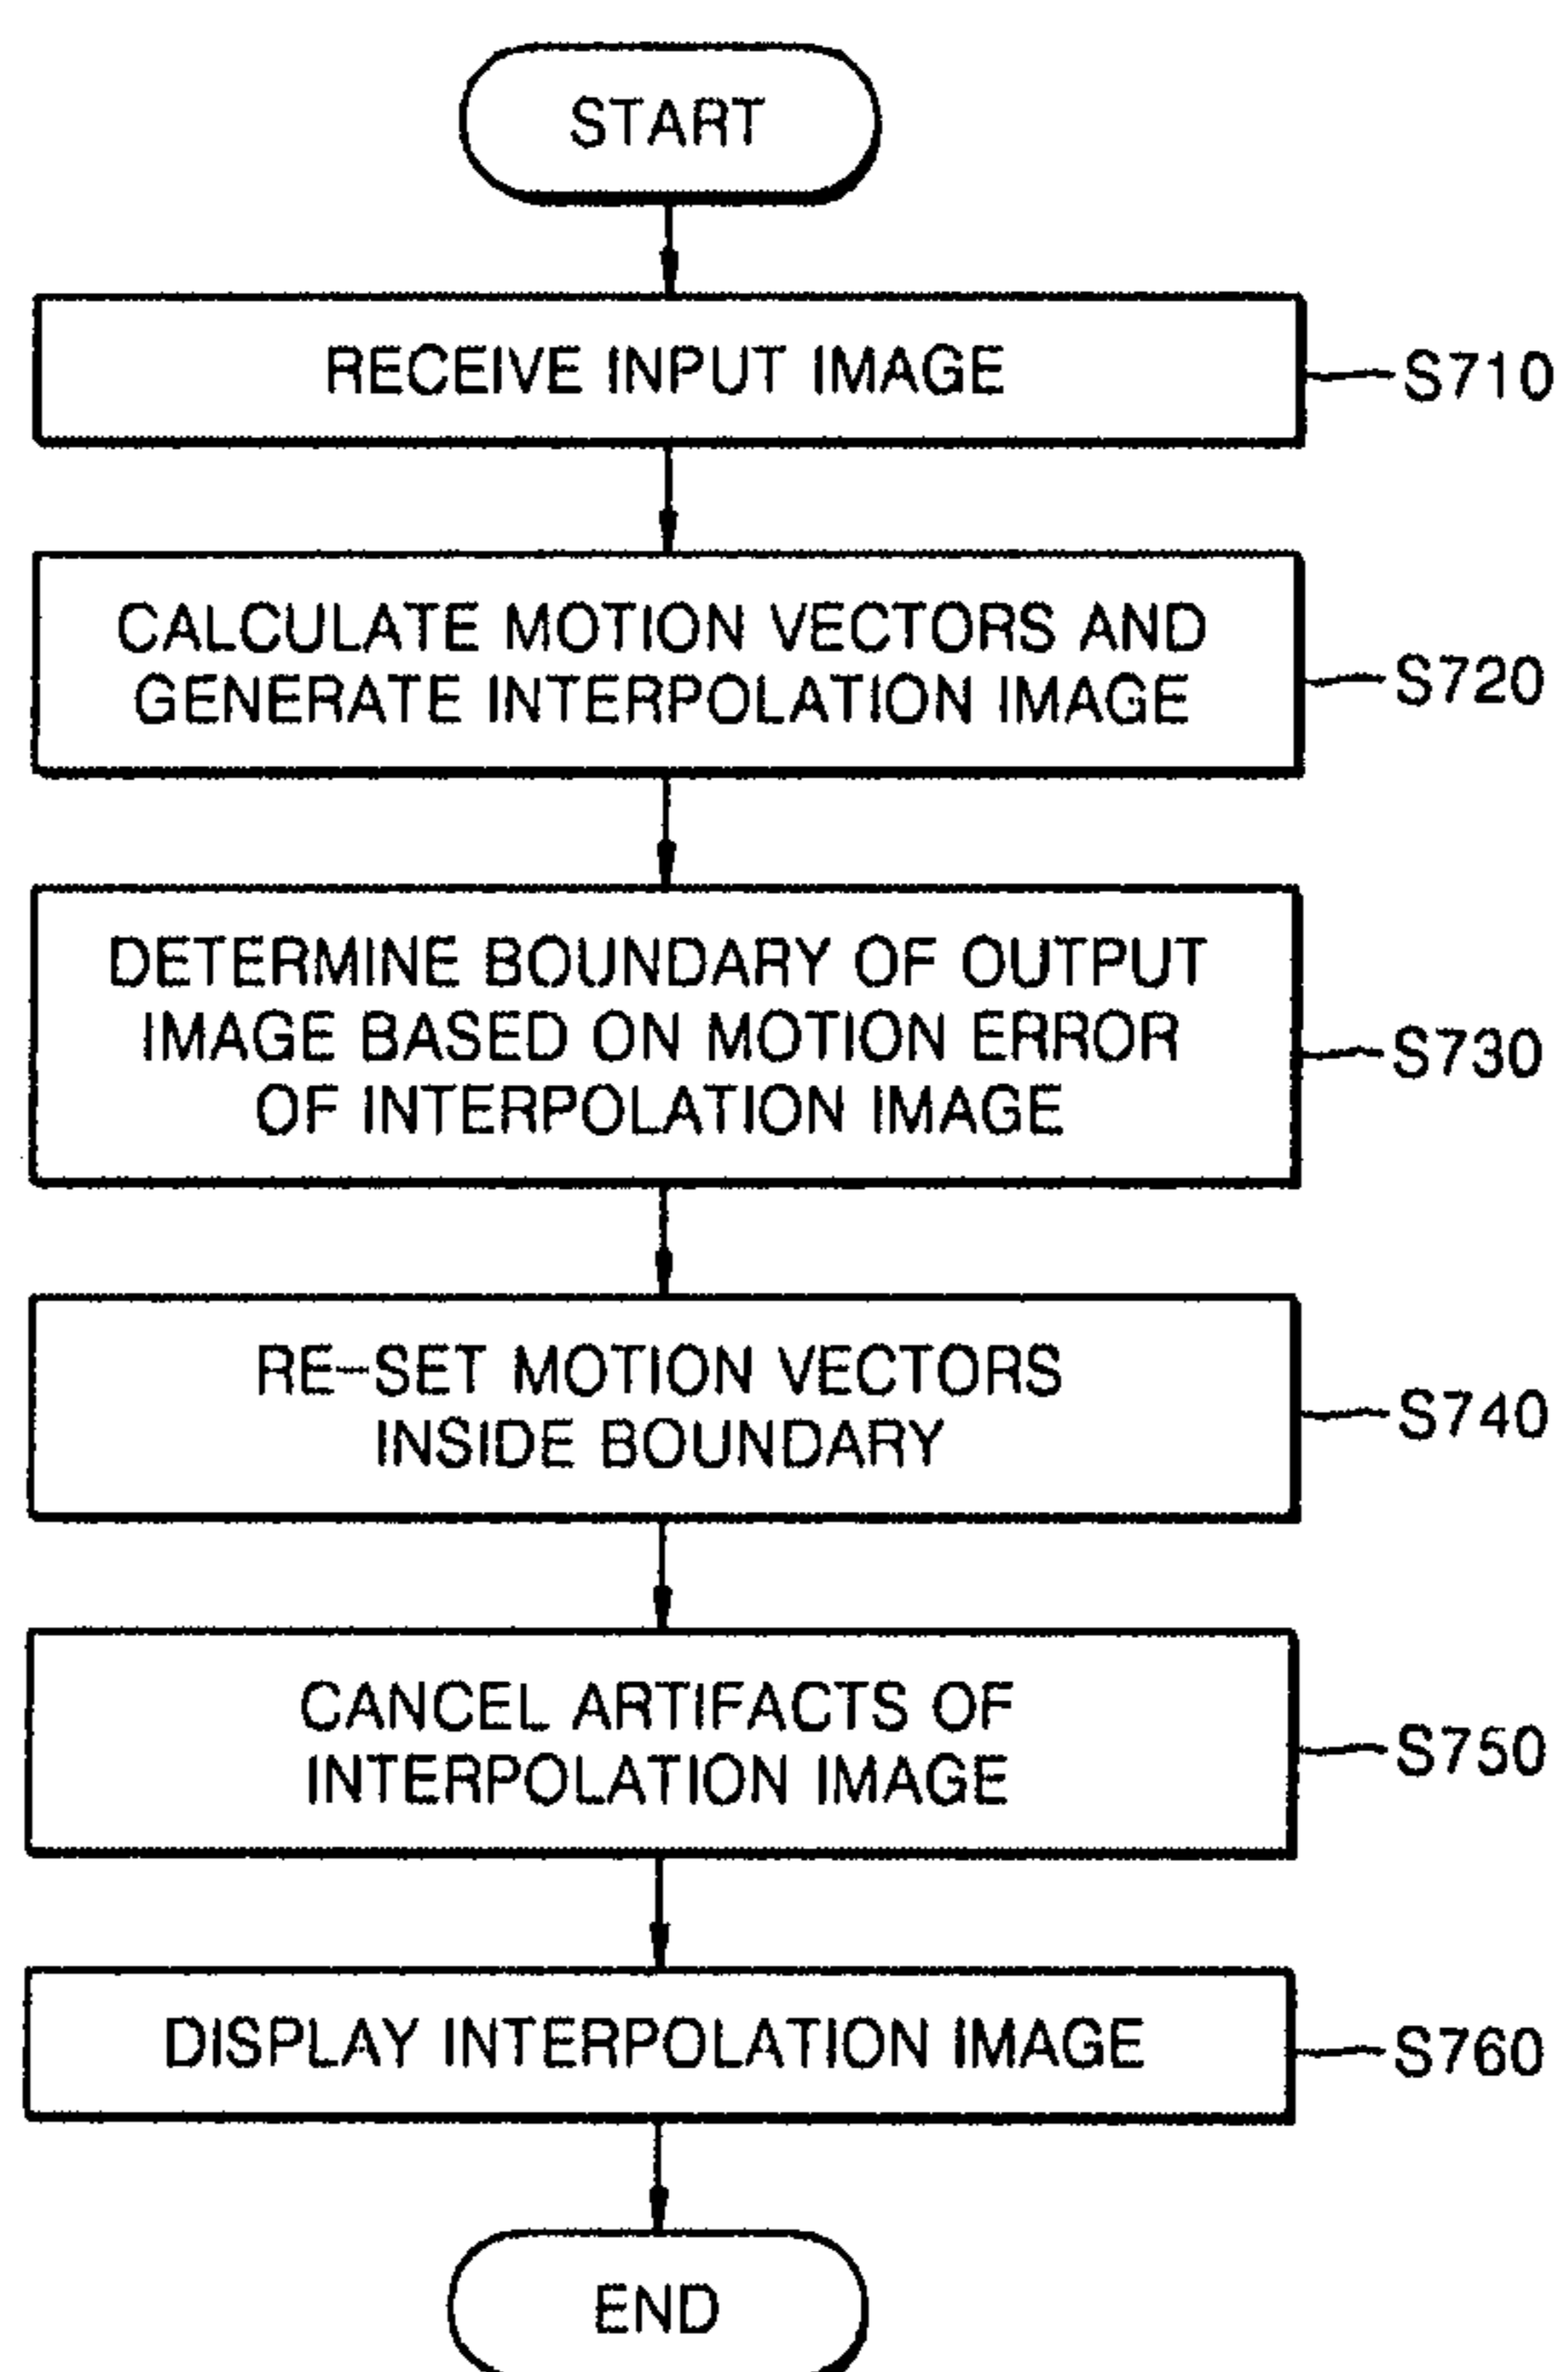 START
RECEIVE INPUT IMAGE
S710
CALCULATE MOTION VECTORS AND
GENERATE INTERPOLATION IMAGE
S720
DETERMINE BOUNDARY OF OUTPUT
IMAGE BASED ON MOTION ERROR
OF INTERPOLATION IMAGE
S730
RE-SET MOTION VECTORS
INSIDE BOUNDARY
S740
CANCEL ARTIFACTS OF
INTERPOLATION IMAGE
S750
DISPLAY INTERPOLATION IMAGE
S760
END